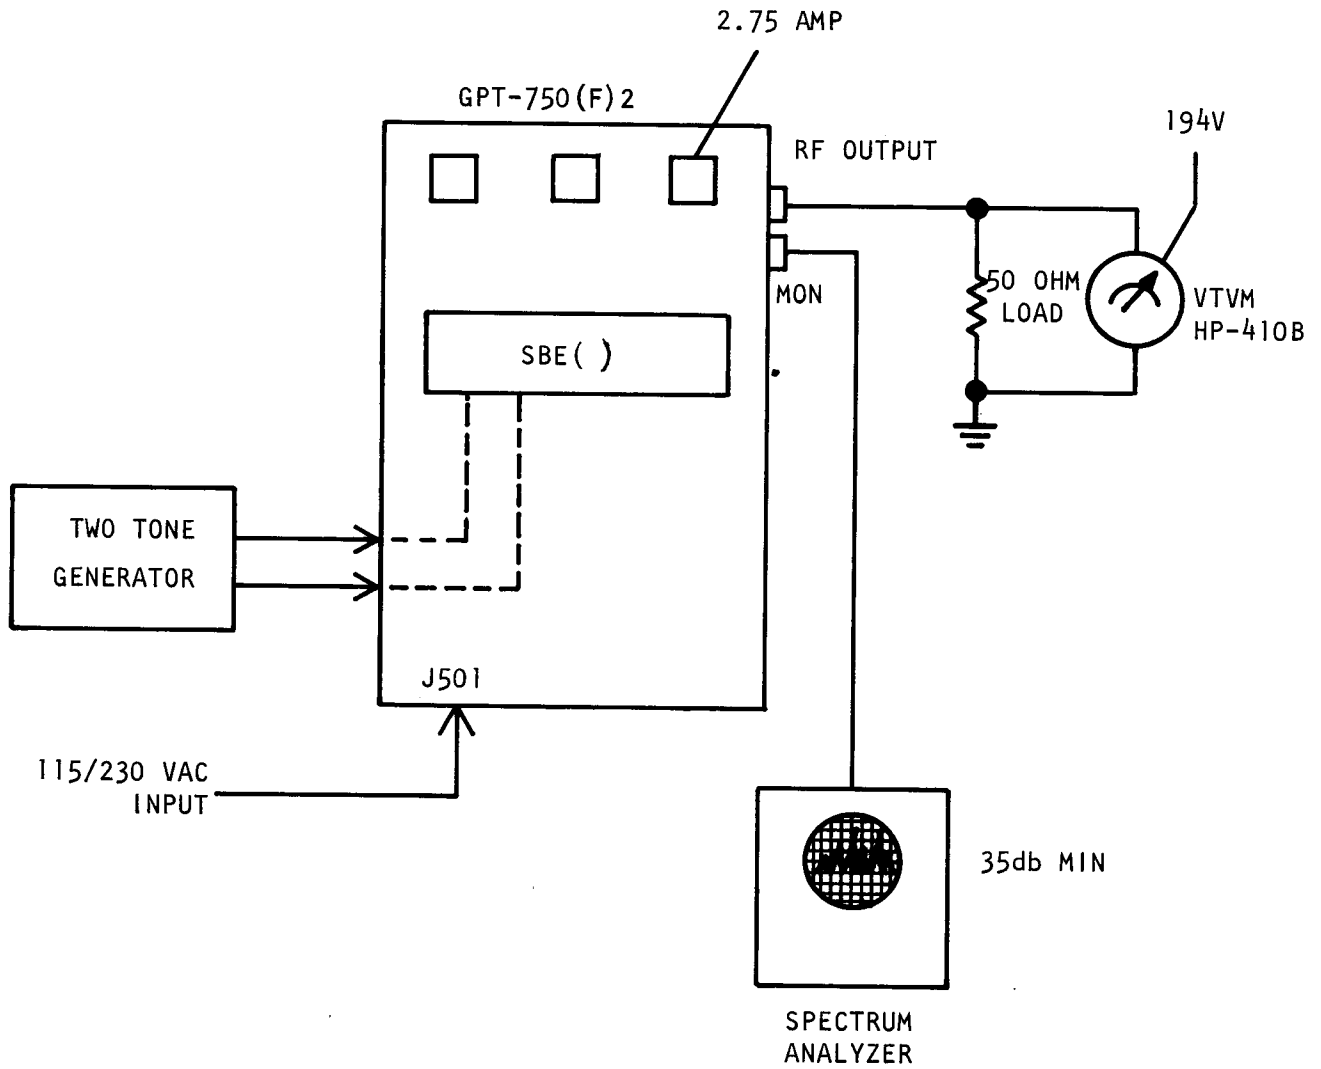 2.75 AMP
GPT-750(F)2
194V
RF OUTPUT
MON
50 OHM
LOAD
VTVM
HP-410B
SBE( )
TWO TONE
GENERATOR
J501
115/230 VAC
INPUT
35db MIN
SPECTRUM
ANALYZER